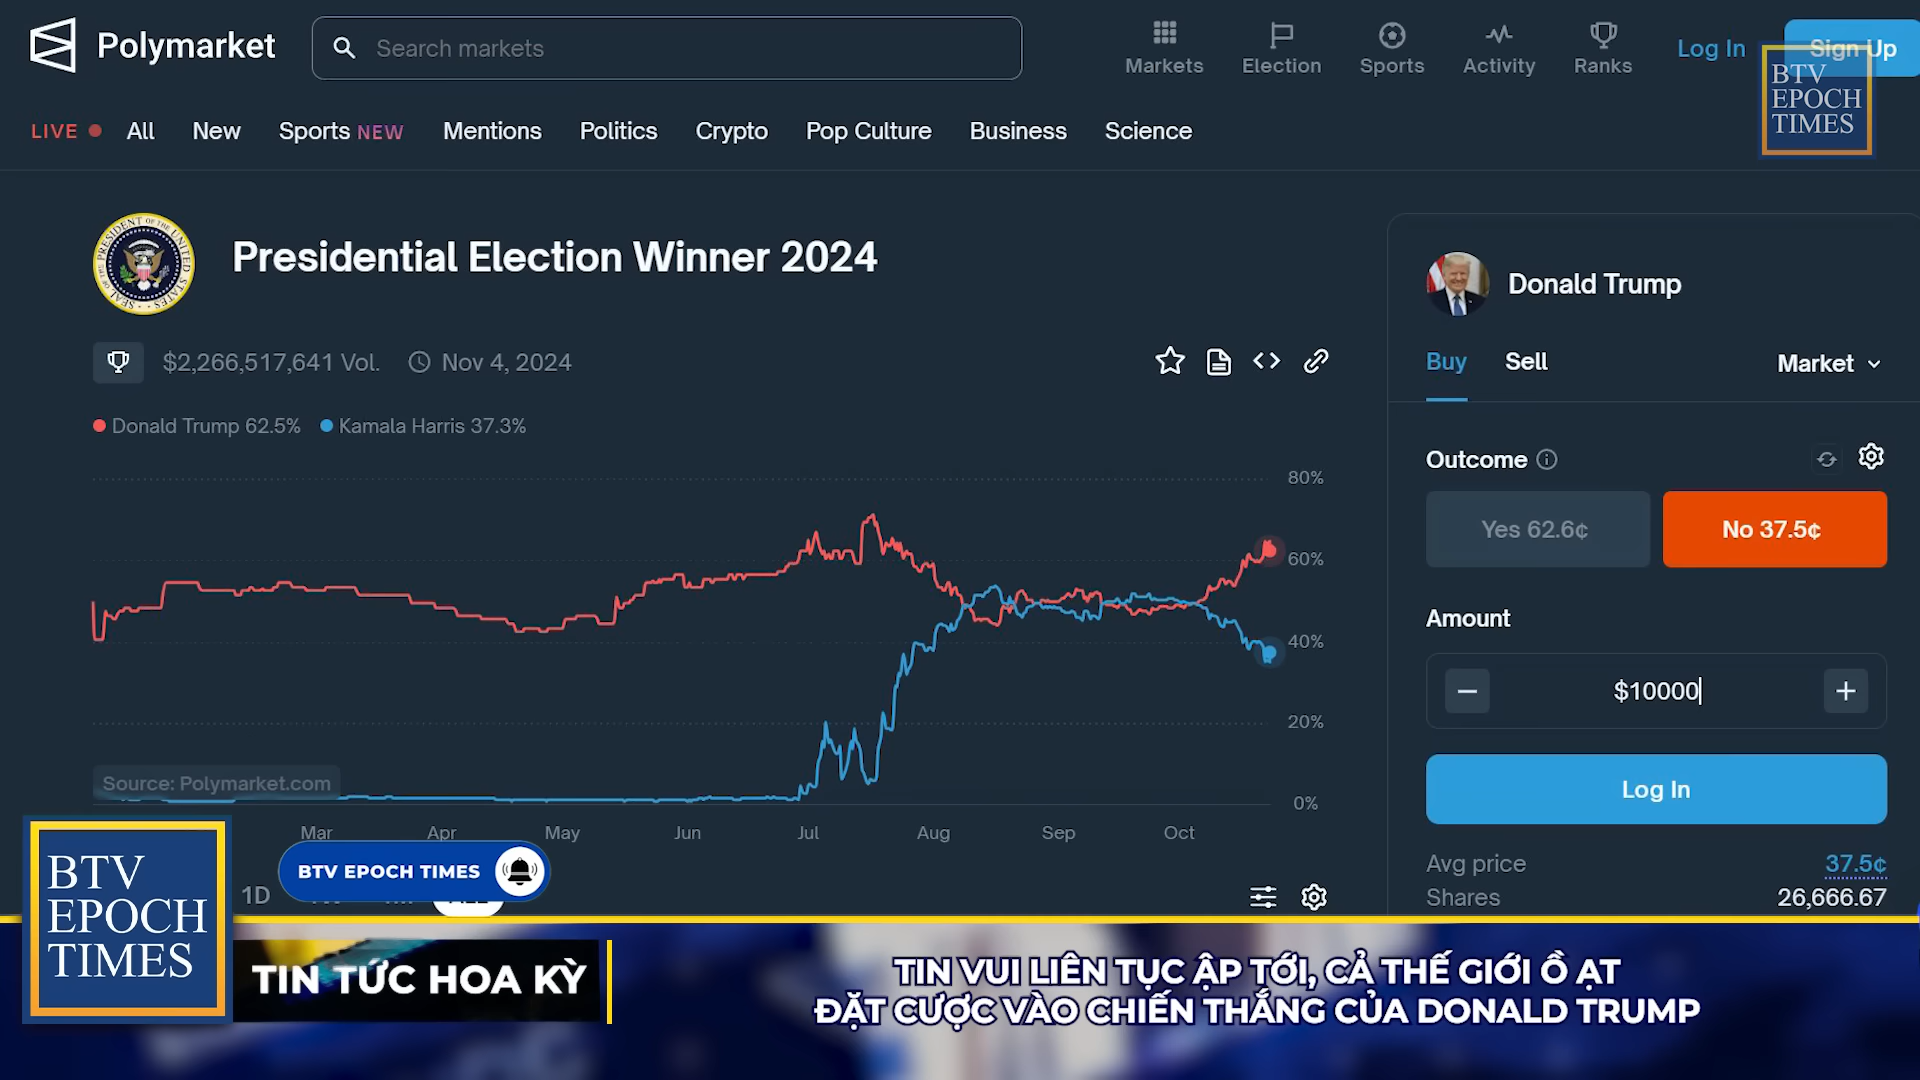 Polymarket
Search markets
Markets
Election
Sports
Activity
Ranks
Log In
Sign Up
BTV
EPOCH
TIMES
LIVE
All
New
Sports NEW
Mentions
Politics
Crypto
Pop Culture
Business
Science
Presidential Election Winner 2024
$2,266,517,641 Vol.
Nov 4, 2024
Donald Trump 62.5%
Kamala Harris 37.3%
80%
60%
40%
20%
0%
Source: Polymarket.com
Mar
Apr
May
Jun
Jul
Aug
Sep
Oct
1D
Donald Trump
Buy
Sell
Market
Outcome
Yes 62.6¢
No 37.5¢
Amount
$10000
Log In
Avg price
37.5¢
Shares
26,666.67
BTV EPOCH TIMES
BTV
EPOCH
TIMES
TIN TỨC HOA KỲ
TIN VUI LIÊN TỤC ẬP TỚI, CẢ THẾ GIỚI Ồ ẠT
ĐẶT CƯỢC VÀO CHIẾN THẮNG CỦA DONALD TRUMP